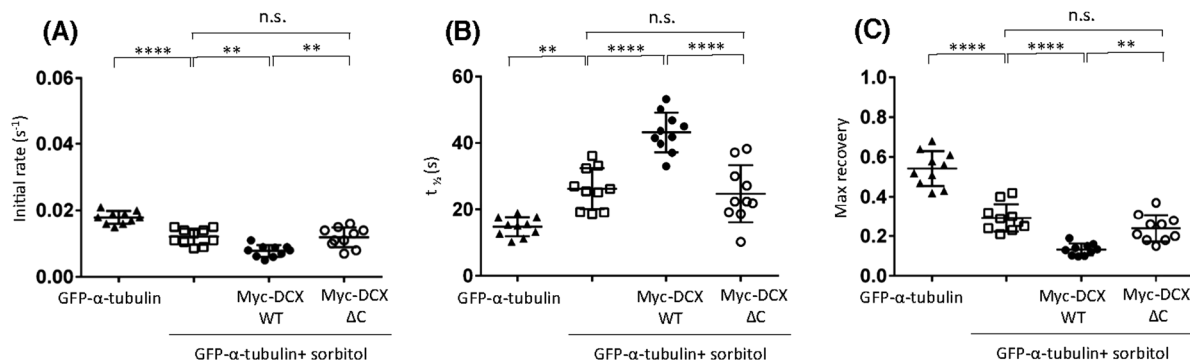 (A)
n.s.
**** ** **
Initial rate (s⁻¹)
0.06
0.04
0.02
0.00
GFP-α-tubulin
Myc-DCX
WT
Myc-DCX
ΔC
GFP-α-tubulin+ sorbitol
(B)
n.s.
** **** ****
t ½ (s)
60
40
20
0
GFP-α-tubulin
Myc-DCX
WT
Myc-DCX
ΔC
GFP-α-tubulin+ sorbitol
(C)
n.s.
**** **** **
Max recovery
1.0
0.8
0.6
0.4
0.2
0.0
GFP-α-tubulin
Myc-DCX
WT
Myc-DCX
ΔC
GFP-α-tubulin+ sorbitol